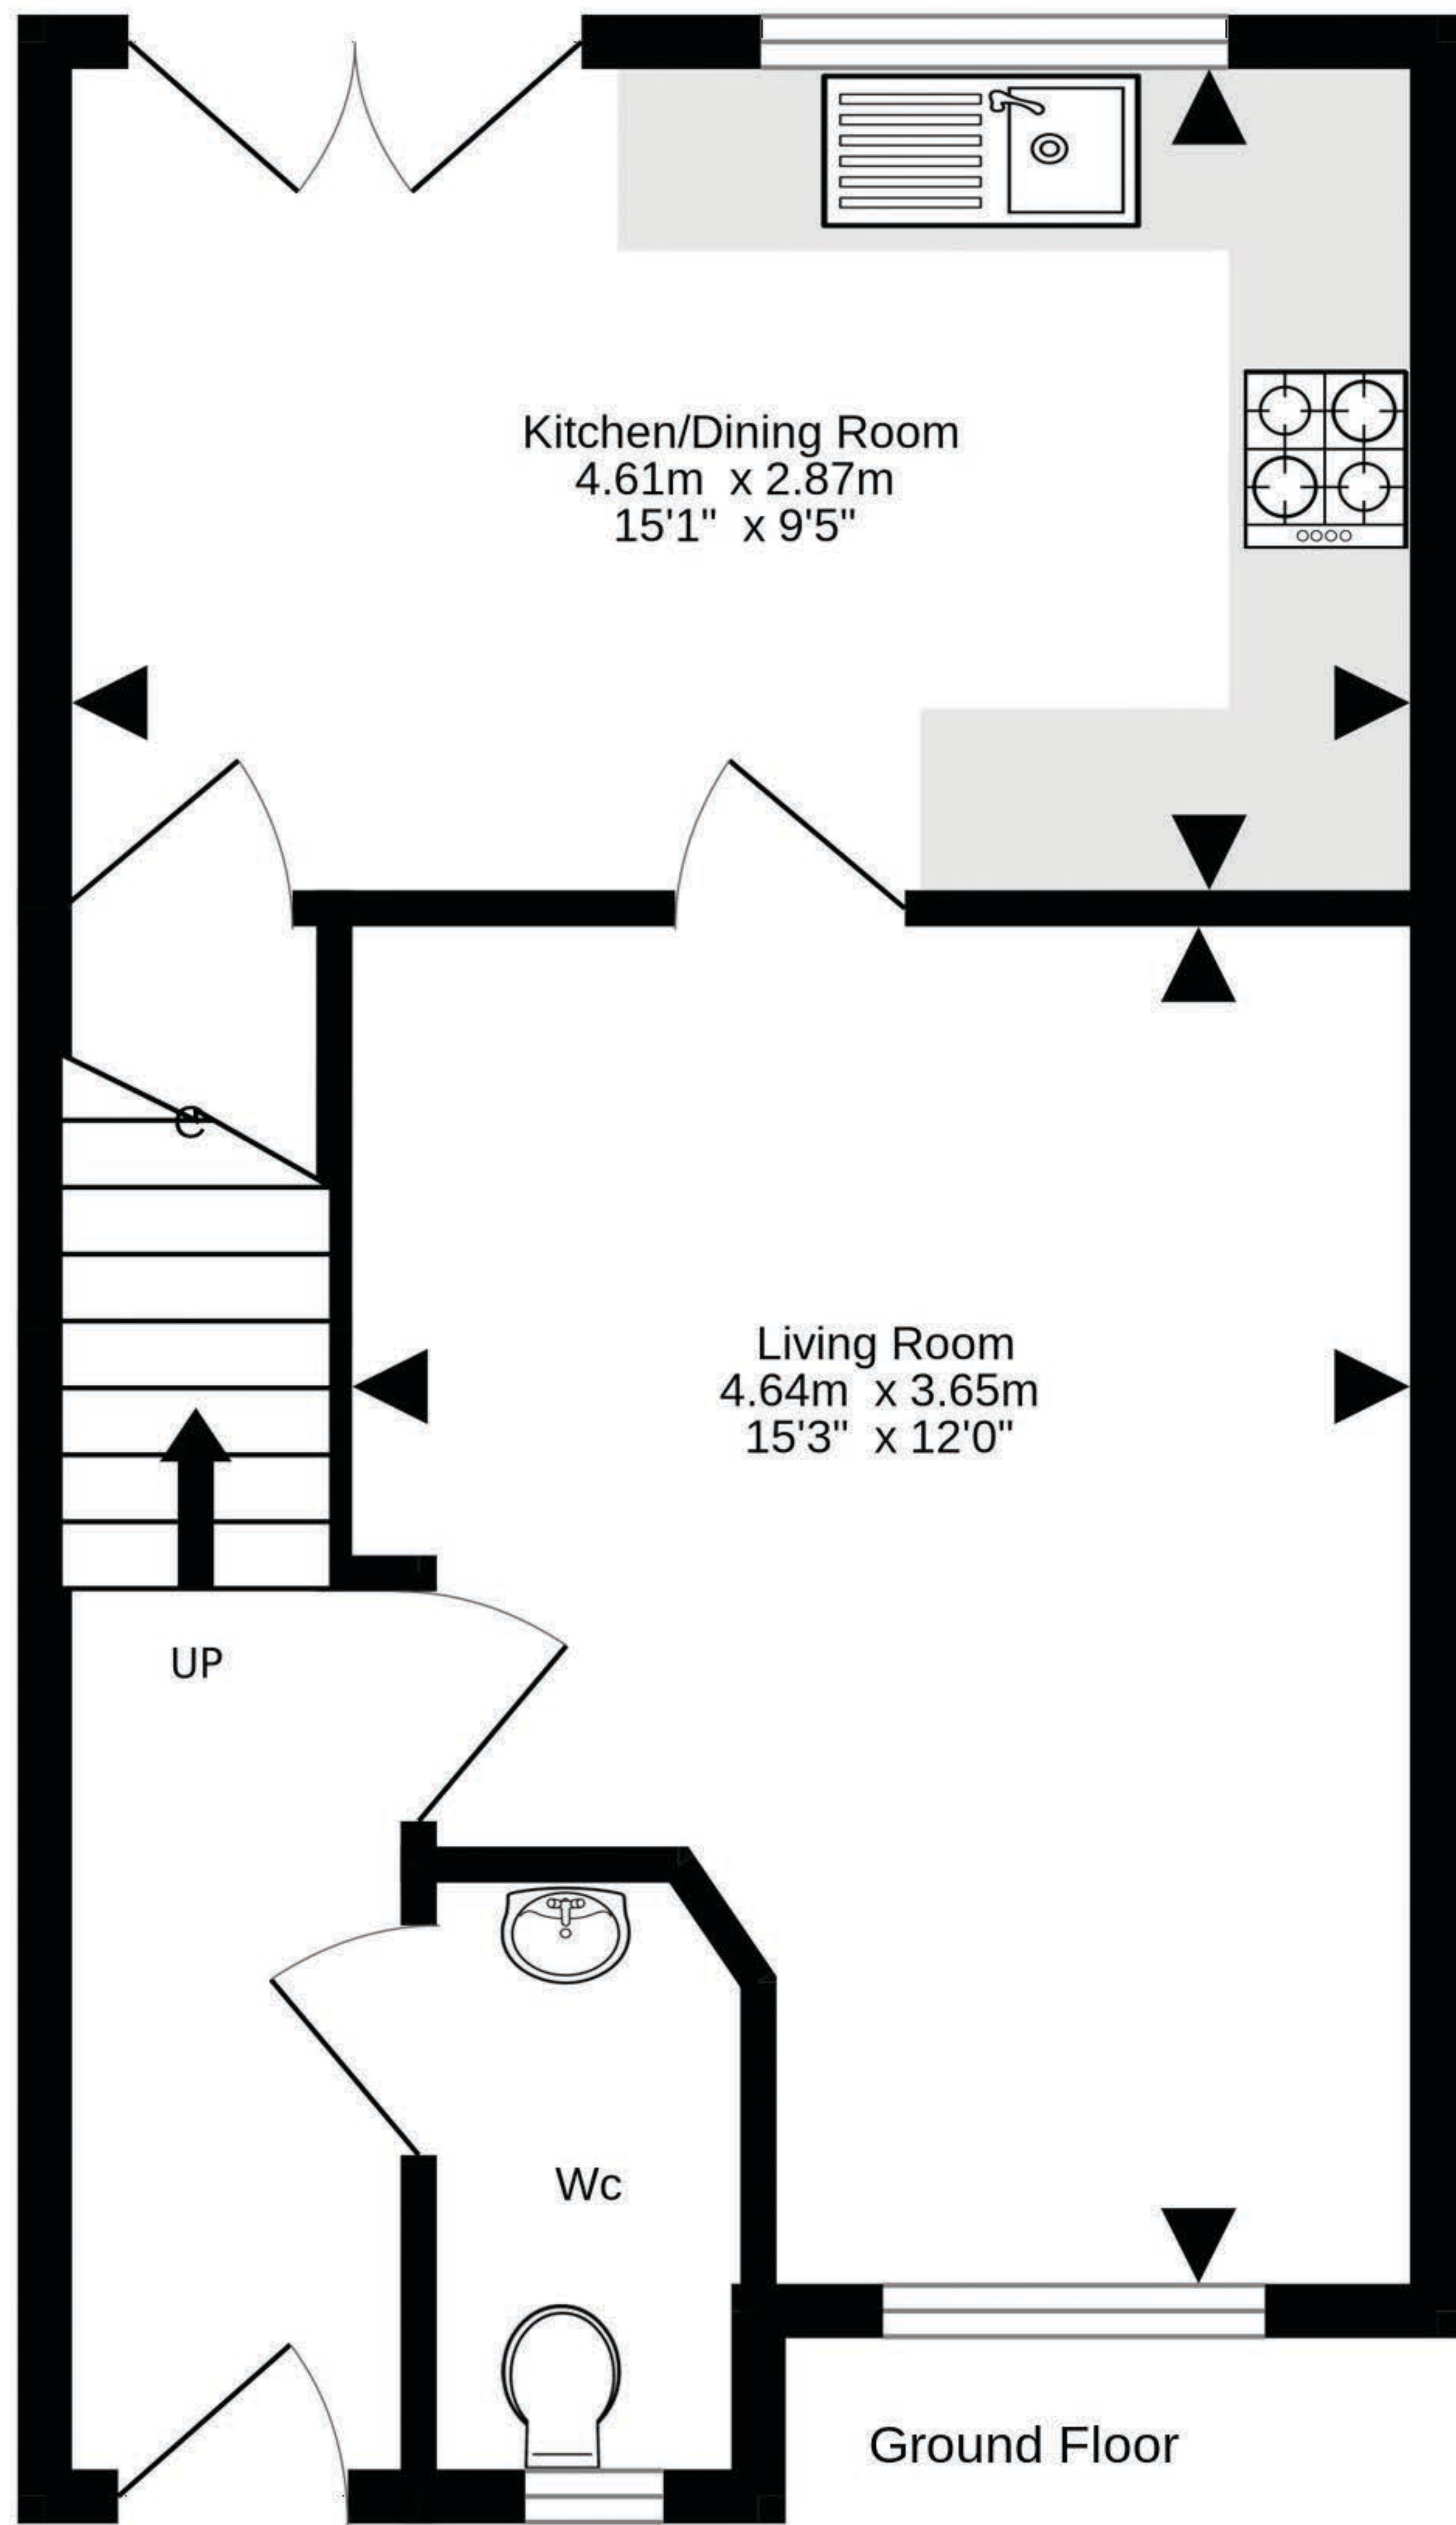 Kitchen/Dining Room
4.61m x 2.87m
15'1" x 9'5"
Living Room
4.64m x 3.65m
15'3" x 12'0"
UP
Wc
Ground Floor